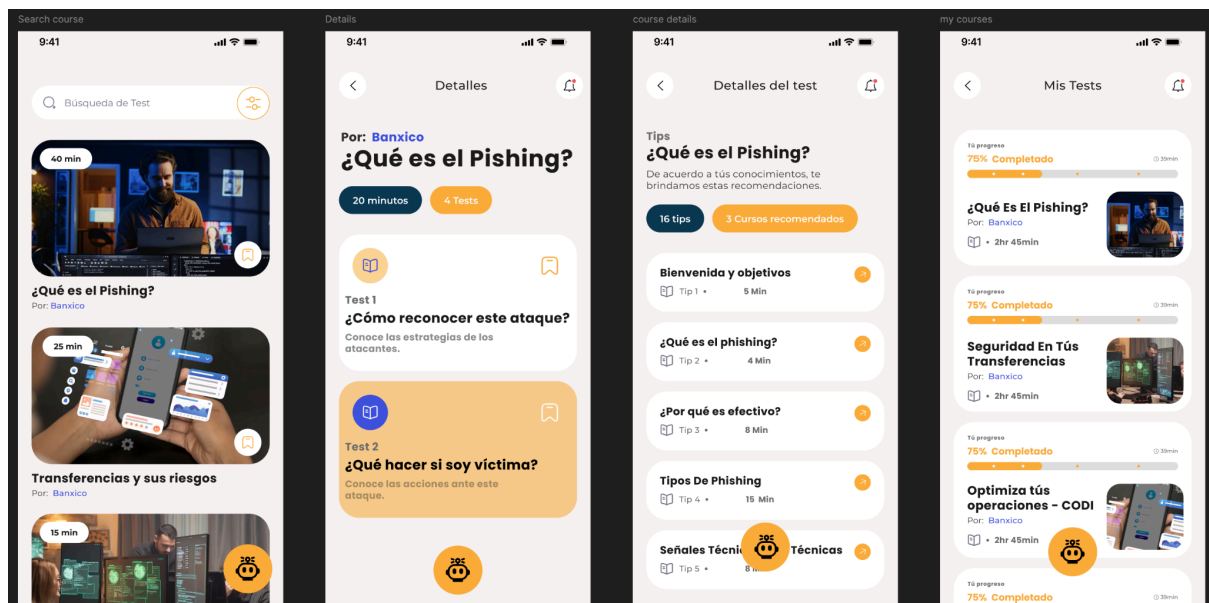 Search course
9:41
Búsqueda de Test
40 min
¿Qué es el Pishing?
Por: Banxico
25 min
Transferencias y sus riesgos
Por: Banxico
15 min
Details
9:41
Detalles
Por: Banxico
¿Qué es el Pishing?
20 minutos
4 Tests
Test 1
¿Cómo reconocer este ataque?
Conoce las estrategias de los
atacantes.
Test 2
¿Qué hacer si soy víctima?
Conoce las acciones ante este
ataque.
course details
9:41
Detalles del test
Tips
¿Qué es el Pishing?
De acuerdo a tús conocimientos, te
brindamos estas recomendaciones.
16 tips
3 Cursos recomendados
Bienvenida y objetivos
Tip 1 • 5 Min
¿Qué es el phishing?
Tip 2 • 4 Min
¿Por qué es efectivo?
Tip 3 • 8 Min
Tipos De Phishing
Tip 4 • 15 Min
Señales Técnicas
Tip 5 • 8
my courses
9:41
Mis Tests
Tú progreso
75% Completado
39min
¿Qué Es El Pishing?
Por: Banxico
• 2hr 45min
Tú progreso
75% Completado
39min
Seguridad En Tús
Transferencias
Por: Banxico
• 2hr 45min
Tú progreso
75% Completado
39min
Optimiza tús
operaciones - CODI
Por: Banxico
• 2hr 45min
Tú progreso
75% Completado
39min